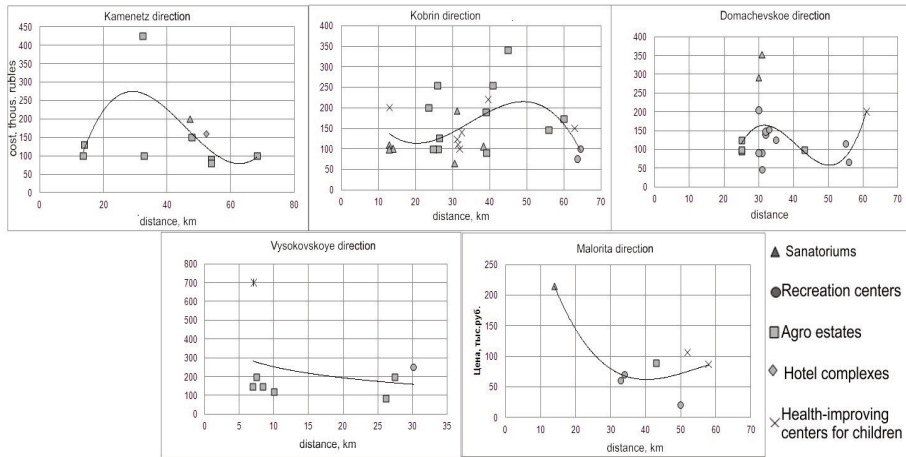 Kamenetz direction
cost, thous. rubles
450
400
350
300
250
200
150
100
50
0
0 20 40 60 80
distance, km
Kobrin direction
400
350
300
250
200
150
100
50
0
0 10 20 30 40 50 60 70
distance, km
Domachevskoe direction
400
350
300
250
200
150
100
50
0
0 20 40 60 80
distance
Vysokovskoye direction
800
700
600
500
400
300
200
100
0
0 5 10 15 20 25 30 35
distance, km
Malorita direction
Цена, тыс.руб.
250
200
150
100
50
0
0 10 20 30 40 50 60 70
distance, km
Sanatoriums
Recreation centers
Agro estates
Hotel complexes
Health-improving
centers for children